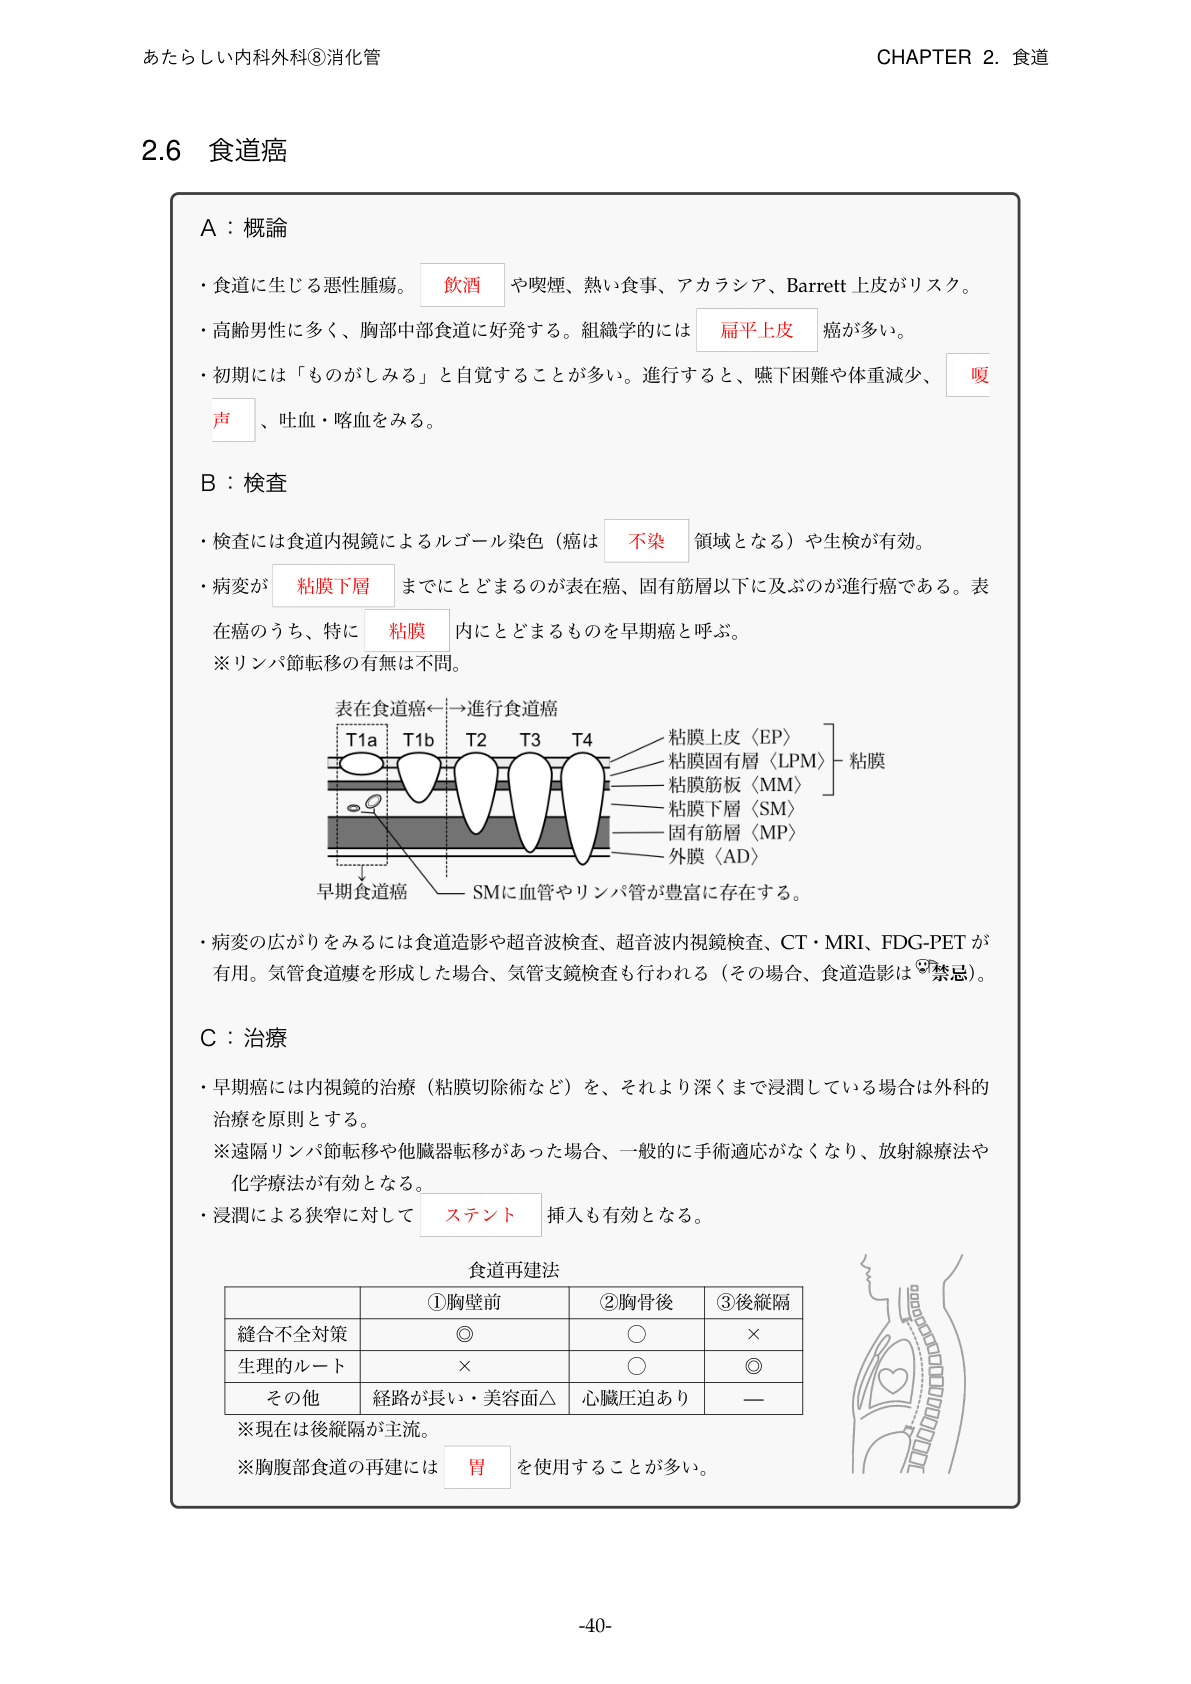 あたらしい内科外科⑧消化管
CHAPTER 2. 食道
2.6 食道癌
A：概論
・食道に生じる悪性腫瘍。 飲酒 や喫煙、熱い食事、アカラシア、Barrett 上皮がリスク。
・高齢男性に多く、胸部中部食道に好発する。組織学的には 扁平上皮 癌が多い。
・初期には「ものがしみる」と自覚することが多い。進行すると、嚥下困難や体重減少、 嗄
声 、吐血・喀血をみる。
B：検査
・検査には食道内視鏡によるルゴール染色（癌は 不染 領域となる）や生検が有効。
・病変が 粘膜下層 までにとどまるのが表在癌、固有筋層以下に及ぶのが進行癌である。表
在癌のうち、特に 粘膜 内にとどまるものを早期癌と呼ぶ。
※リンパ節転移の有無は不問。
表在食道癌←→進行食道癌
T1a T1b T2 T3 T4
粘膜上皮〈EP〉
粘膜固有層〈LPM〉
粘膜
粘膜筋板〈MM〉
粘膜下層〈SM〉
固有筋層〈MP〉
外膜〈AD〉
早期食道癌
SMに血管やリンパ管が豊富に存在する。
・病変の広がりをみるには食道造影や超音波検査、超音波内視鏡検査、CT・MRI、FDG-PET が
有用。気管食道瘻を形成した場合、気管支鏡検査も行われる（その場合、食道造影は禁忌）。
C：治療
・早期癌には内視鏡的治療（粘膜切除術など）を、それより深くまで浸潤している場合は外科的
治療を原則とする。
※遠隔リンパ節転移や他臓器転移があった場合、一般的に手術適応がなくなり、放射線療法や
化学療法が有効となる。
・浸潤による狭窄に対して ステント 挿入も有効となる。
食道再建法
①胸壁前 ②胸骨後 ③後縦隔
縫合不全対策 ◎ ○ ×
生理的ルート × ○ ◎
その他 経路が長い・美容面△ 心臓圧迫あり —
※現在は後縦隔が主流。
※胸腹部食道の再建には 胃 を使用することが多い。
-40-